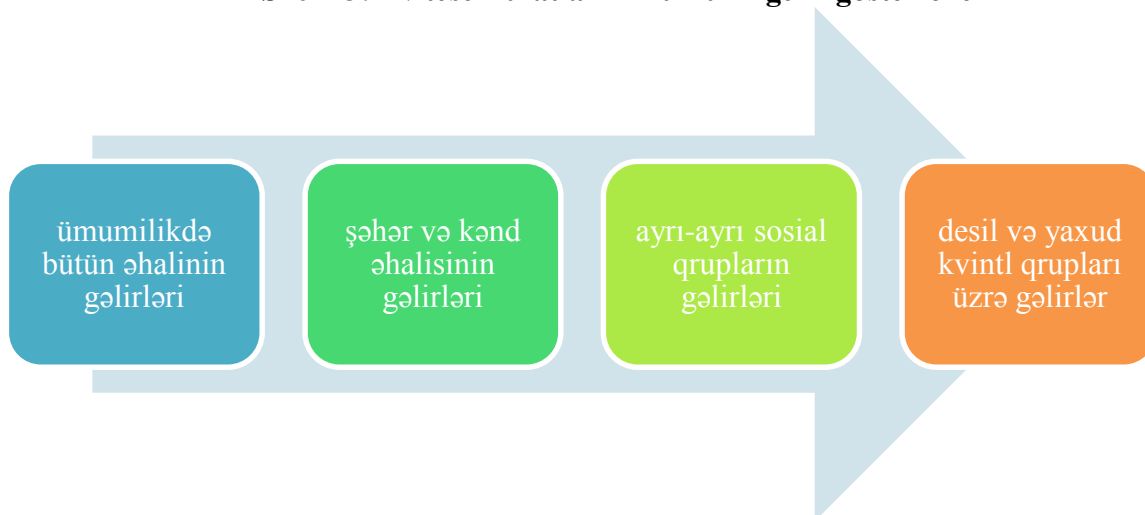 ümumilikdə
bütün əhalinin
gəlirləri
şəhər və kənd
əhalisinin
gəlirləri
ayrı-ayrı sosial
qrupların
gəlirləri
desil və yaxud
kvintl qrupları
üzrə gəlirlər